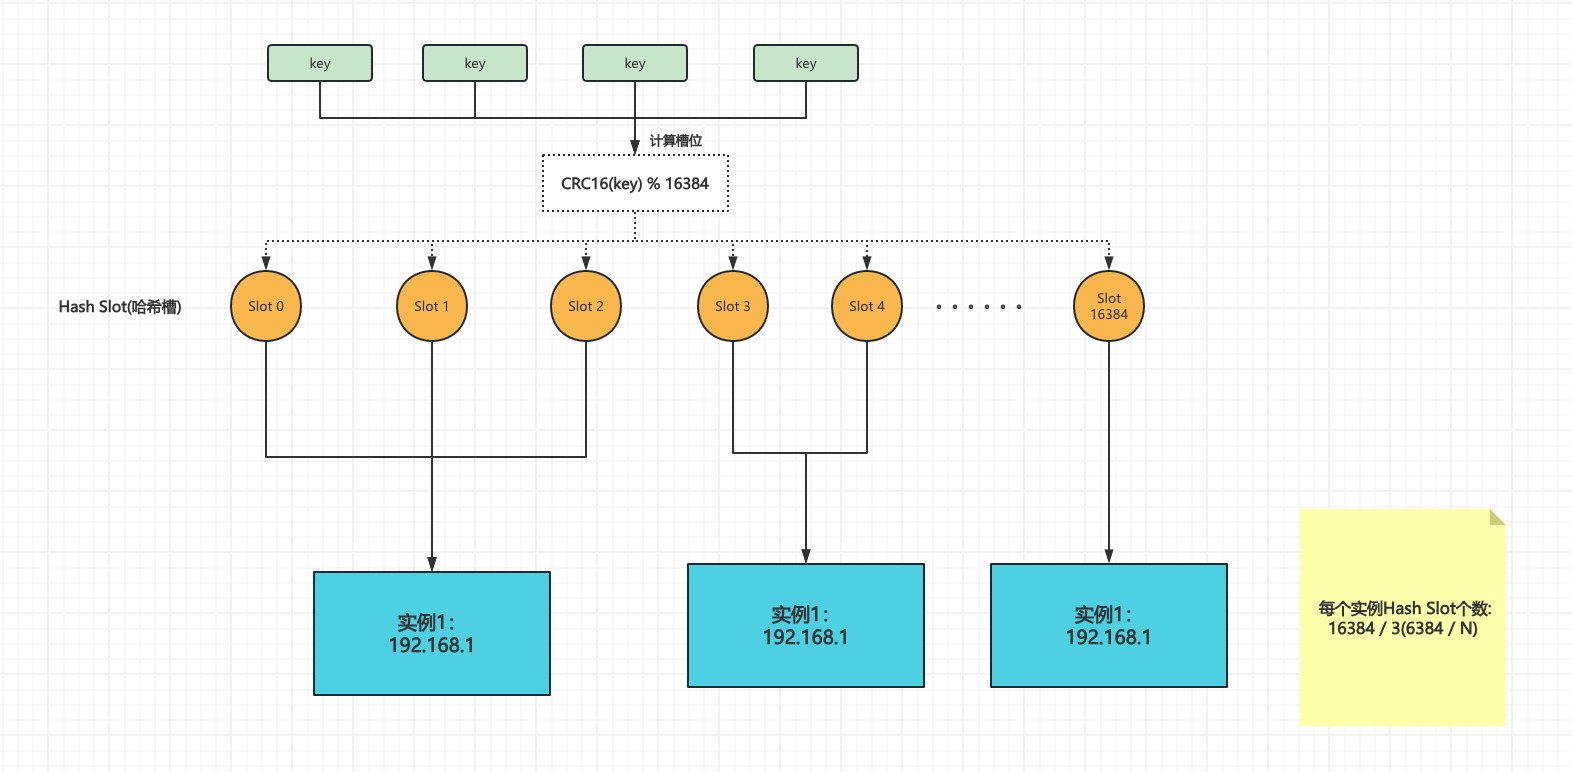 key
key
key
key
计算槽位
CRC16(key) % 16384
Hash Slot(哈希槽)
Slot 0
Slot 1
Slot 2
Slot 3
Slot 4
······
Slot
16384
实例1：
192.168.1
实例1：
192.168.1
实例1：
192.168.1
每个实例Hash Slot个数:
16384 / 3(6384 / N)